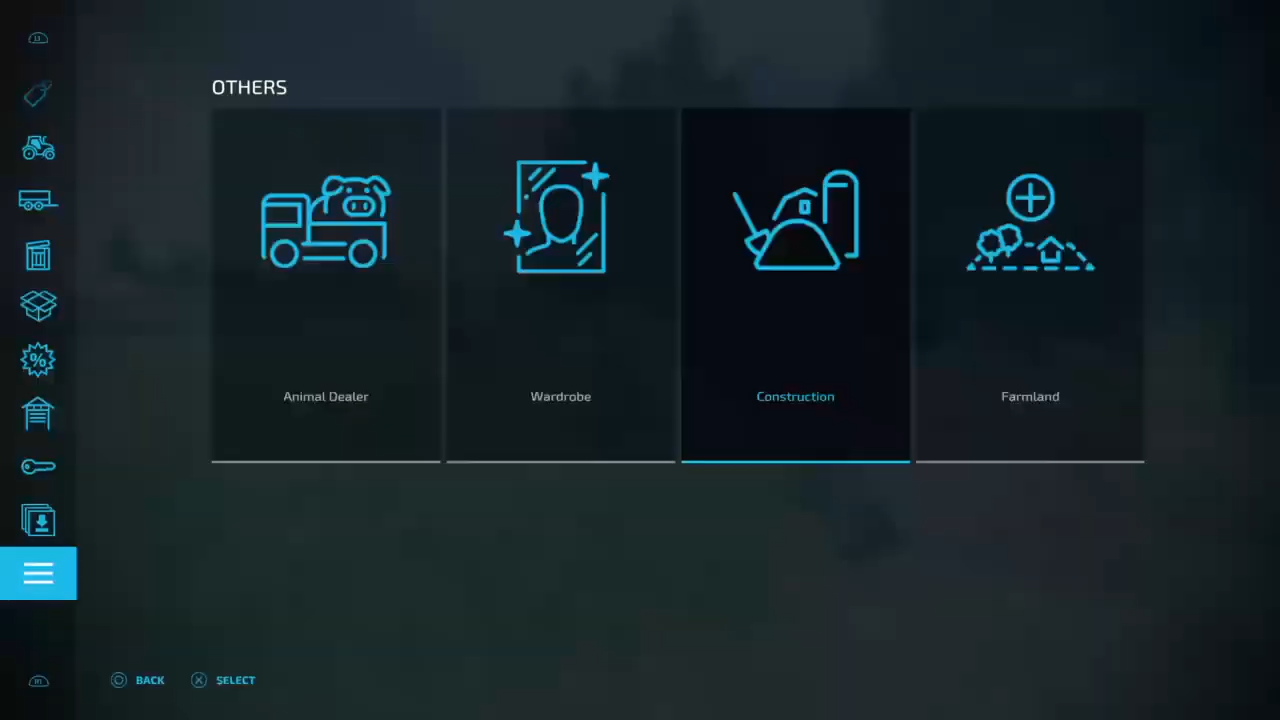 OTHERS
Animal Dealer
Wardrobe
Construction
Farmland
%
BACK
SELECT